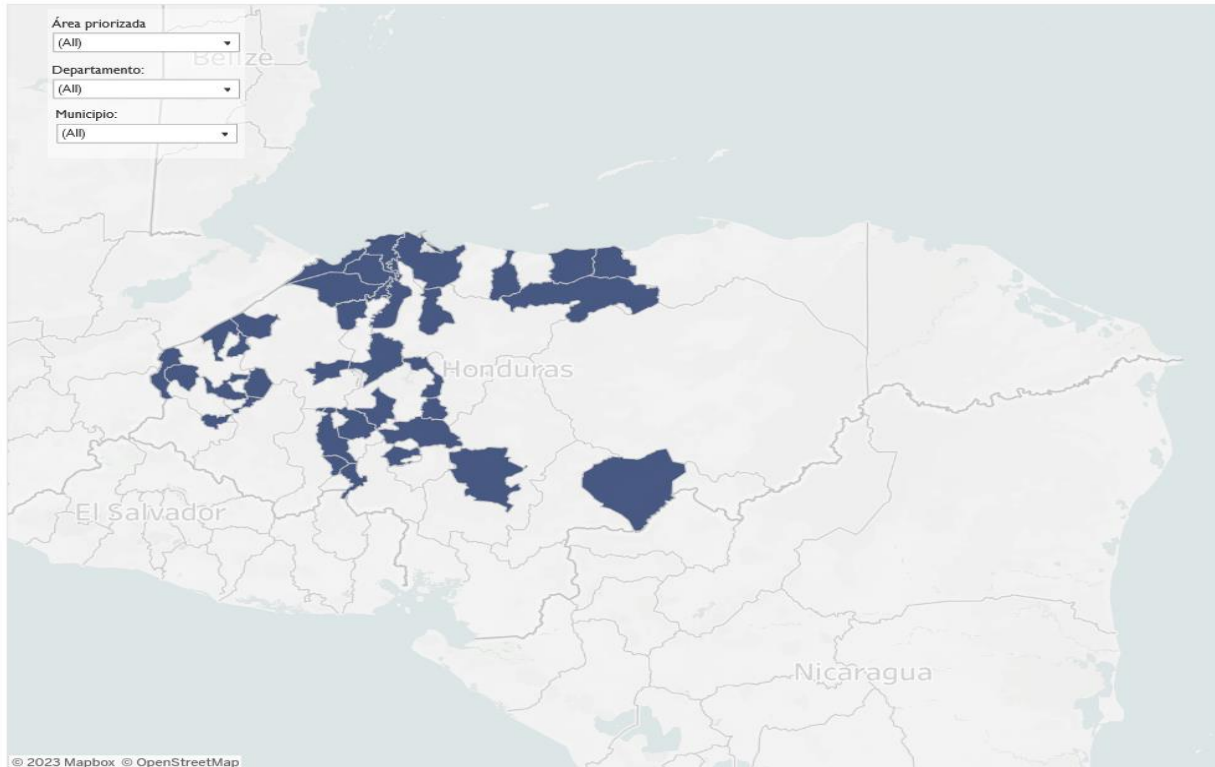 Área priorizada
(All)
Belize
Departamento:
(All)
Municipio:
(All)
Honduras
El Salvador
Nicaragua
© 2023 Mapbox © OpenStreetMap